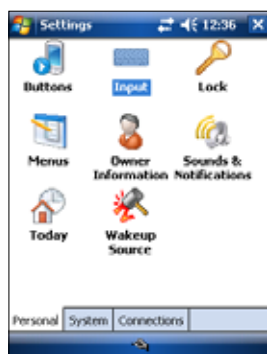 Settings 12:36
Buttons Input Lock
Menus Owner Information Sounds & Notifications
Today Wakeup Source
Personal System Connections